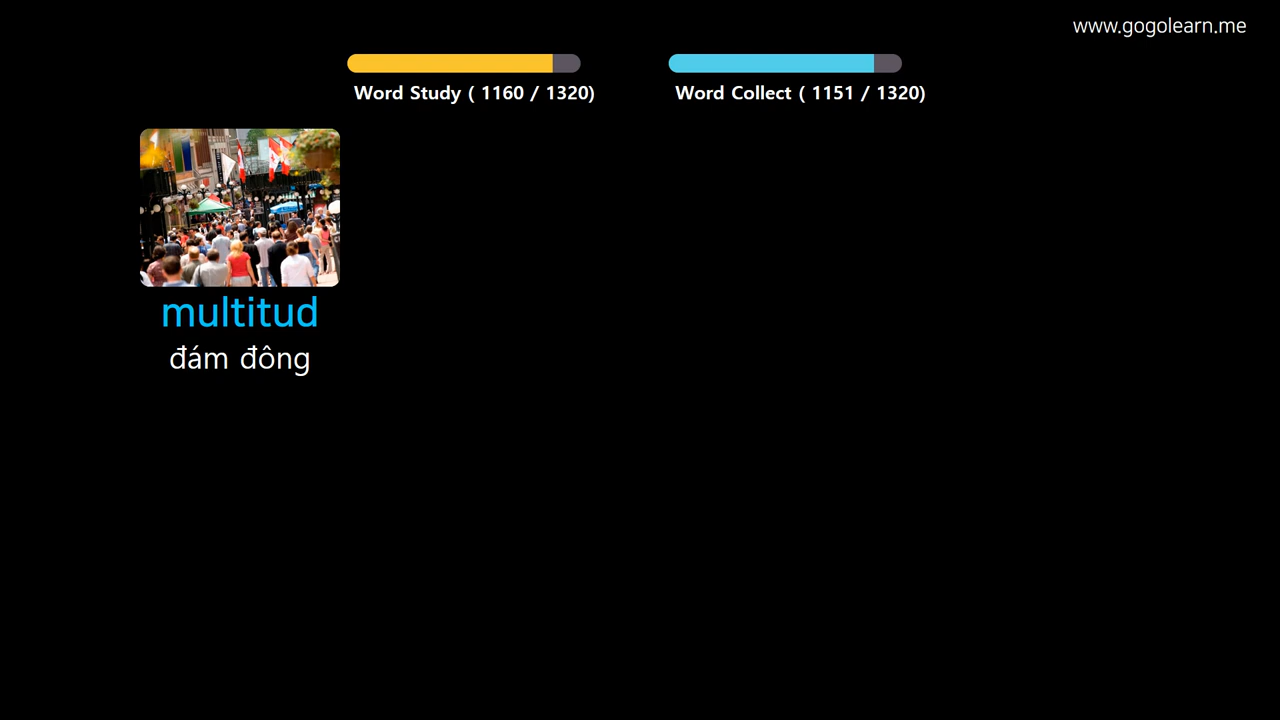 www.gogolearn.me
Word Study ( 1160 / 1320)
Word Collect ( 1151 / 1320)
multitud
đám đông